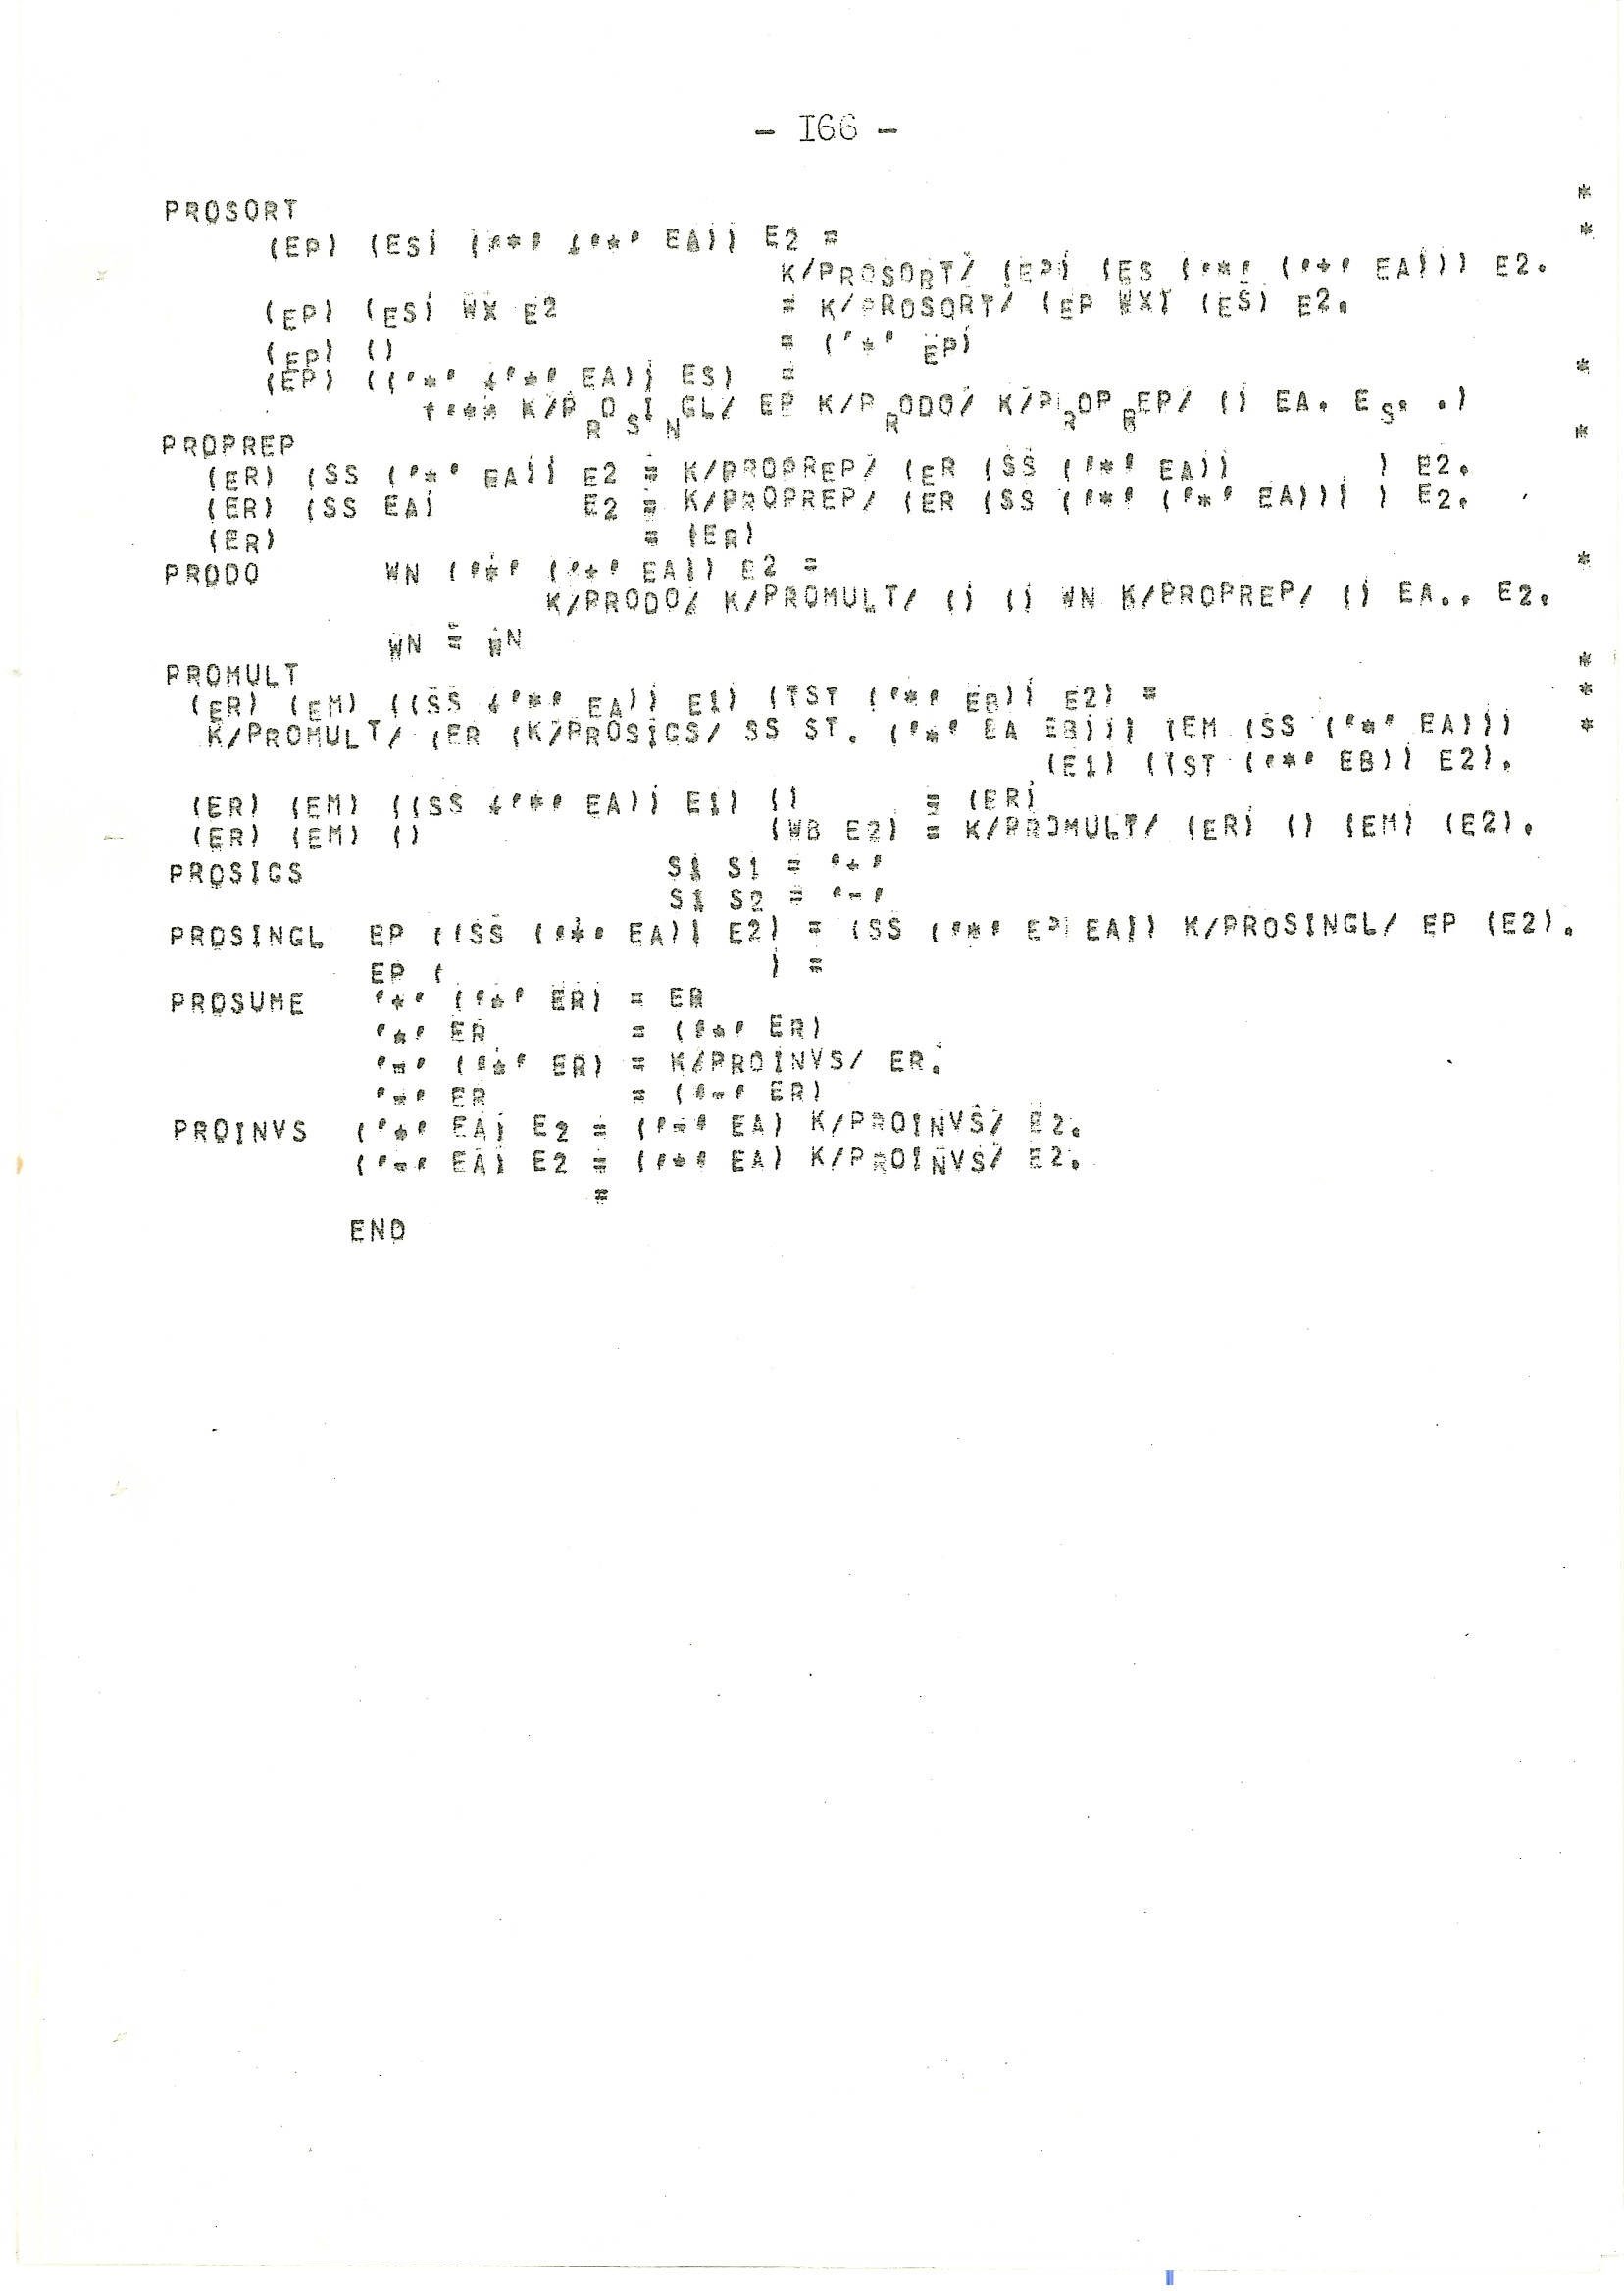 - I66 -
PROSORT *
(EP) (ES) ('*' ('+' EA)) E2 = *
K/PROSORT/ (EP) (ES ('*' ('+' EA))) E2.
(EP) (ES) WX E2 = K/PROSORT/ (EP WX) (ES) E2.
(EP) () = ('*' EP)
(EP) (('*' ('+' EA)) ES) = *
K/PROSINGL/ EP K/PRODO/ K/PROPREP/ () EA. ES. .)
PROPREP *
(ER) (SS ('*' EA)) E2 = K/PROPREP/ (ER (SS ('*' EA)) ) E2.
(ER) (SS EA) E2 = K/PROPREP/ (ER (SS ('*' ('+' EA))) ) E2.
(ER) = (ER)
PRODO WN ('*' ('+' EA)) E2 = *
K/PRODO/ K/PROMULT/ () () WN K/PROPREP/ () EA.. E2.
WN = WN
PROMULT *
(ER) (EM) ((SS ('*' EA)) E1) (TST ('*' EB)) E2) = *
K/PROMULT/ (ER (K/PROSIGS/ SS ST. ('*' EA EB))) (EM (SS ('*' EA))) *
(E1) ((ST ('*' EB)) E2).
(ER) (EM) ((SS ('*' EA)) E1) () = (ER)
(ER) (EM) () (WB E2) = K/PROMULT/ (ER) () (EM) (E2).
PROSIGS S1 S1 = '+'
S1 S2 = '-'
PROSINGL EP ((SS ('*' EA)) E2) = (SS ('*' EP EA)) K/PROSINGL/ EP (E2).
EP ( ) =
PROSUME '+' ('+' ER) = ER
'+' ER = ('+' ER)
'-' ('+' ER) = K/PROINVS/ ER.
'-' ER = ('-' ER)
PROINVS ('+' EA) E2 = ('-' EA) K/PROINVS/ E2.
('-' EA) E2 = ('+' EA) K/PROINVS/ E2.
=
END